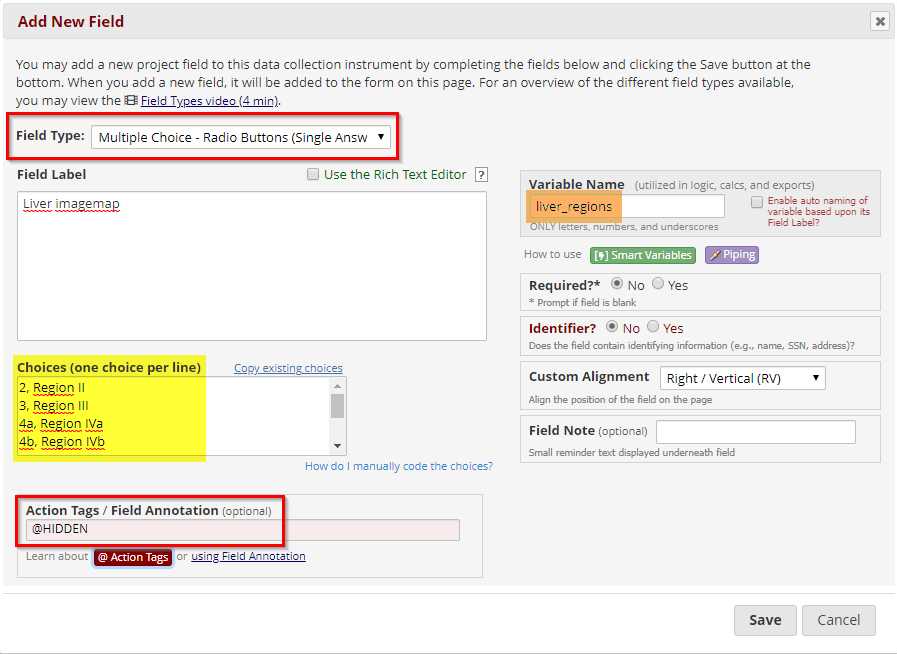 Add New Field
You may add a new project field to this data collection instrument by completing the fields below and clicking the Save button at the
bottom. When you add a new field, it will be added to the form on this page. For an overview of the different field types available,
you may view the Field Types video (4 min).
Field Type: Multiple Choice - Radio Buttons (Single Answ
Field Label Use the Rich Text Editor ?
Liver imagemap
Choices (one choice per line) Copy existing choices
2, Region II
3, Region III
4a, Region IVa
4b, Region IVb
How do I manually code the choices?
Action Tags / Field Annotation (optional)
@HIDDEN
Learn about @ Action Tags or using Field Annotation
Variable Name (utilized in logic, calcs, and exports)
liver_regions
ONLY letters, numbers, and underscores
Enable auto naming of
variable based upon its
Field Label?
How to use [⚡] Smart Variables Piping
Required?* No Yes
* Prompt if field is blank
Identifier? No Yes
Does the field contain identifying information (e.g., name, SSN, address)?
Custom Alignment Right / Vertical (RV)
Align the position of the field on the page
Field Note (optional)
Small reminder text displayed underneath field
Save Cancel